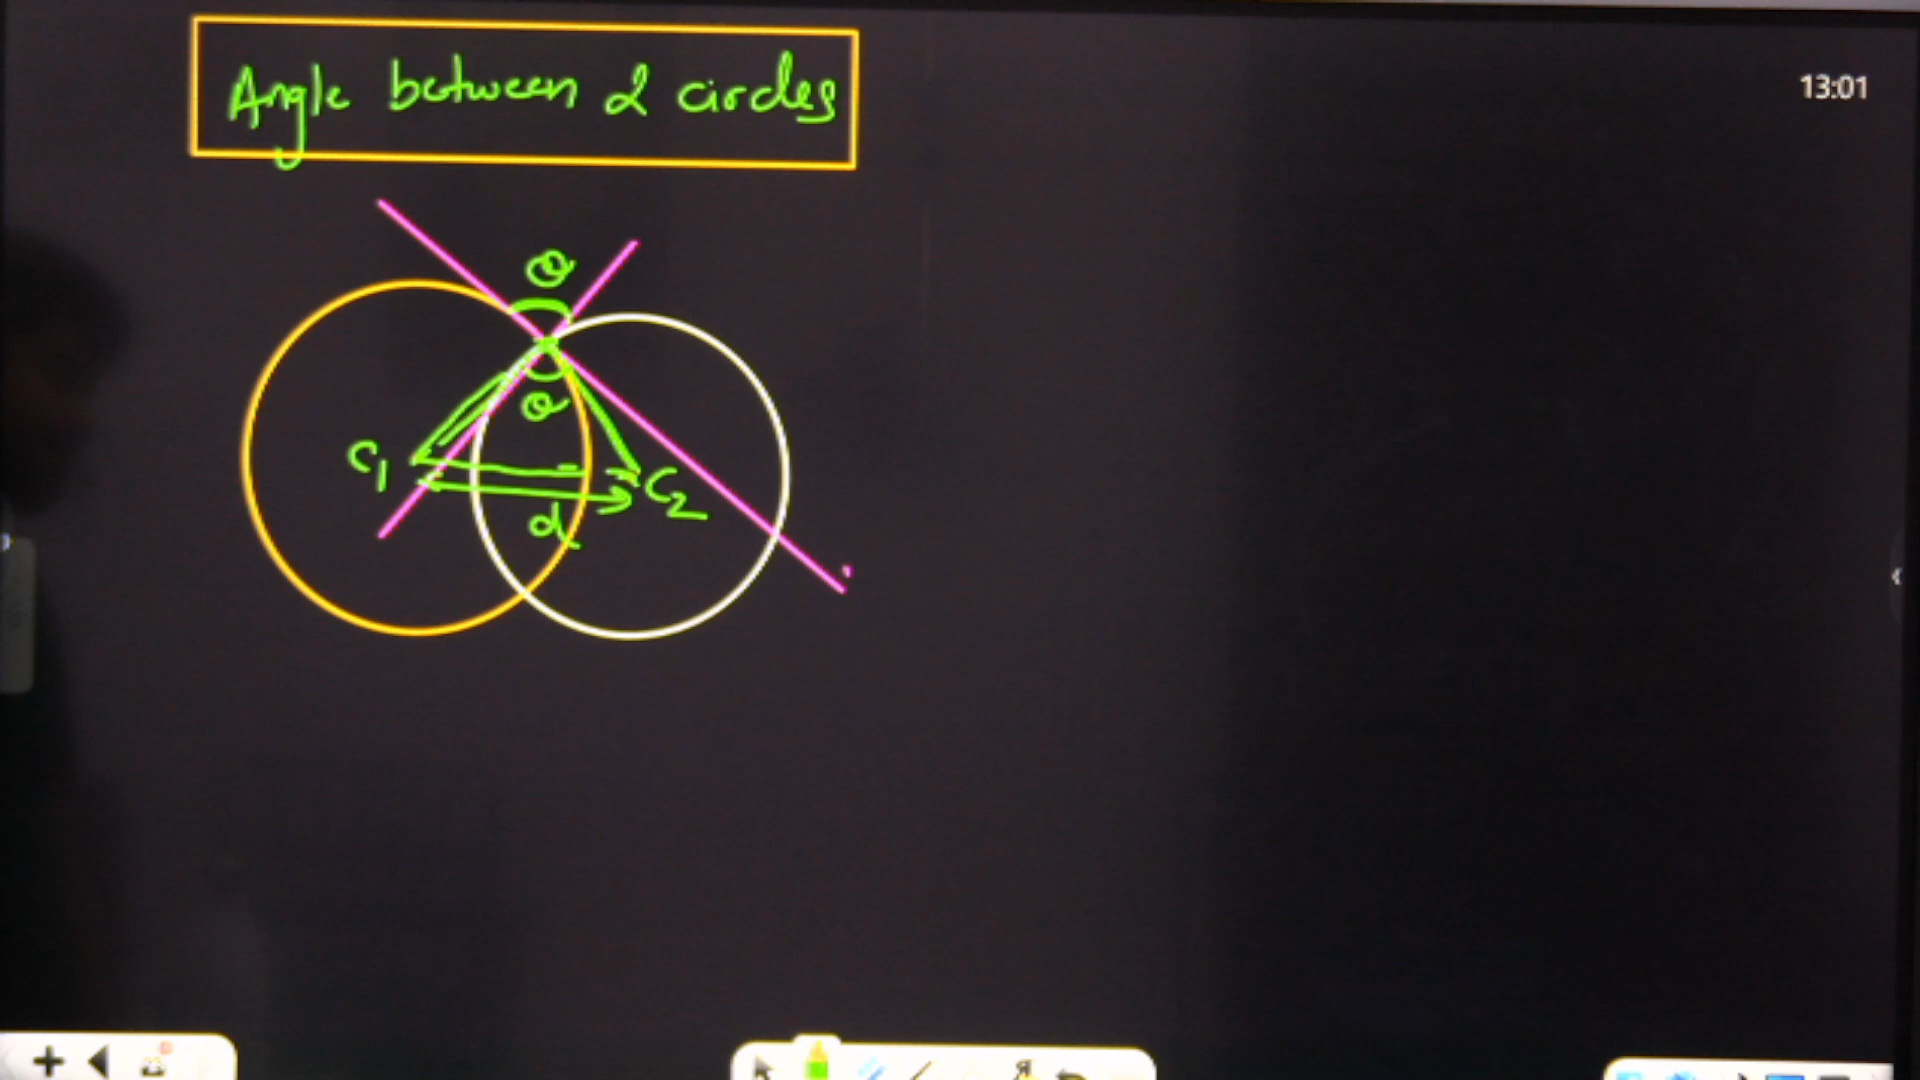 Angle between 2 circles
13:01
θ
θ
C1
C2
d